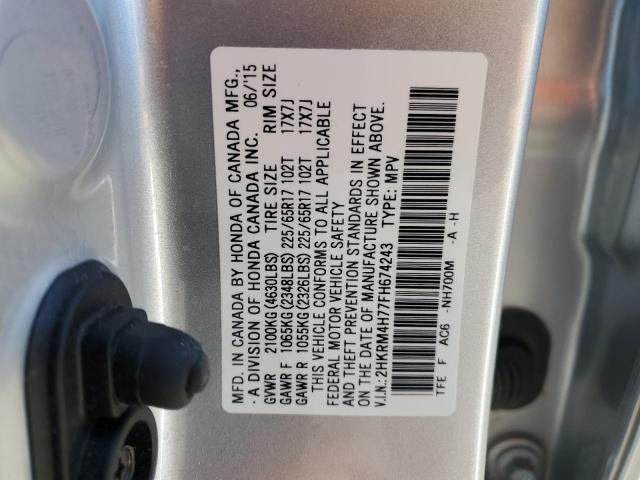 MFD. IN CANADA BY HONDA OF CANADA MFG.,
- A DIVISION OF HONDA CANADA INC. 06/'15
GVWR 2100KG(4630LBS) TIRE SIZE RIM SIZE
GAWR F 1065KG(2348LBS)225/65R17 102T 17X7J
GAWR R 1055KG(2326LBS)225/65R17 102T 17X7J
THIS VEHICLE CONFORMS TO ALL APPLICABLE
FEDERAL MOTOR VEHICLE SAFETY
AND THEFT PREVENTION STANDARDS IN EFFECT
ON THE DATE OF MANUFACTURE SHOWN ABOVE.
V.I.N.:2HKRM4H77FH674243 TYPE: MPV
TFE F AC6 -NH700M -A -H